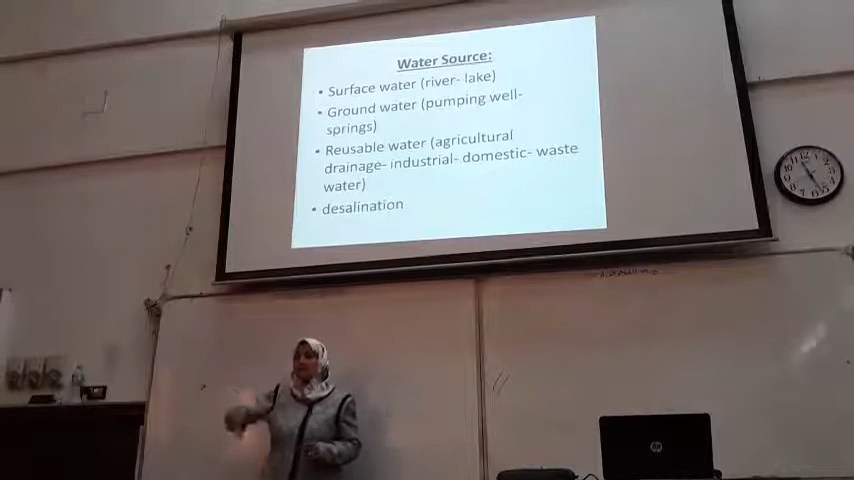 Water Source:
• Surface water (river- lake)
• Ground water (pumping well-
spring)
• Reusable water (agricultural
drainage- industrial- domestic- waste
water)
• desalination